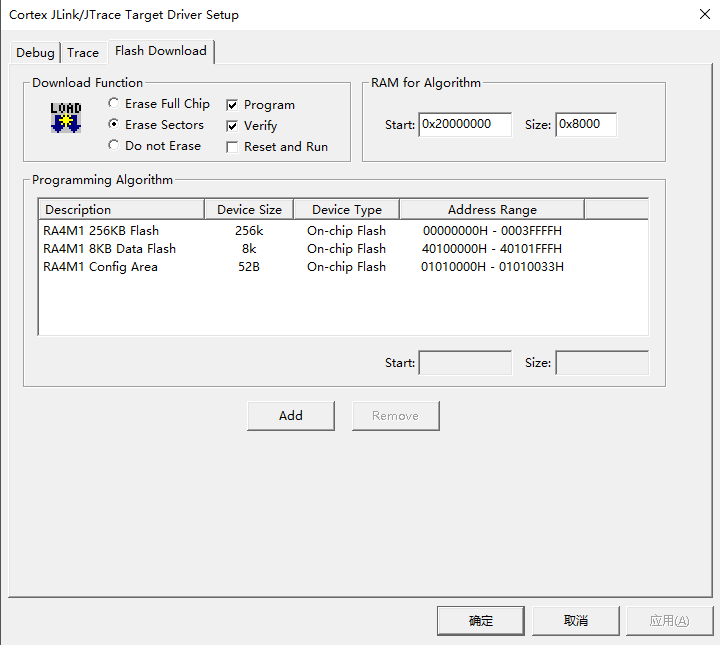 Cortex JLink/JTrace Target Driver Setup
Debug Trace Flash Download
Download Function
LOAD
Erase Full Chip
Erase Sectors
Do not Erase
Program
Verify
Reset and Run
RAM for Algorithm
Start: 0x20000000 Size: 0x8000
Programming Algorithm
Description Device Size Device Type Address Range
RA4M1 256KB Flash 256k On-chip Flash 00000000H - 0003FFFFH
RA4M1 8KB Data Flash 8k On-chip Flash 40100000H - 40101FFFH
RA4M1 Config Area 52B On-chip Flash 01010000H - 01010033H
Start: Size:
Add Remove
确定 取消 应用(A)